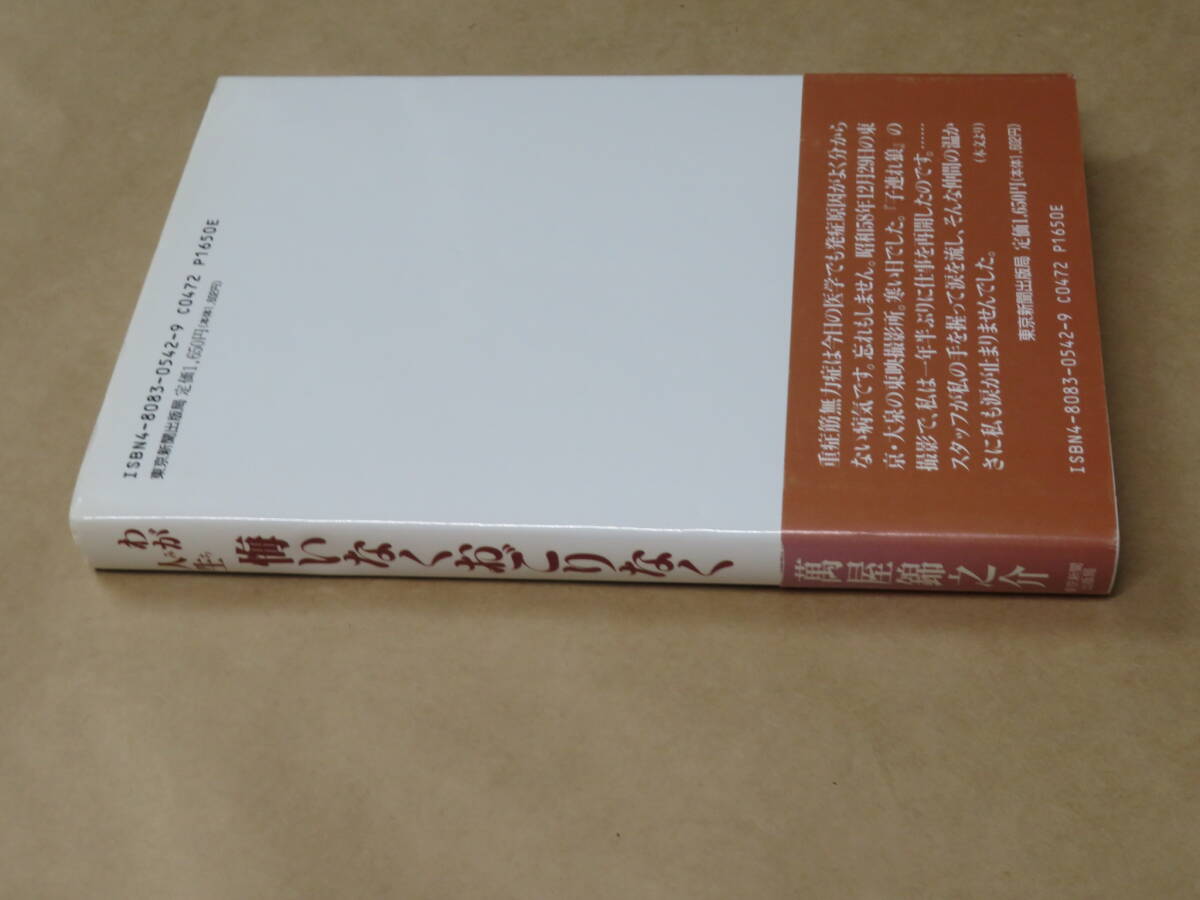 ISBN4-8083-0542-9 C0472 P1650E
東京新聞出版局 定価1,650円(本体1,602円)
わが
人生
悔いなくおごりなく
萬屋錦之介
東京新聞
出版局
重症筋無力症は今日の医学でも発症原因がよく分から
ない病気です。忘れもしません。昭和58年12月29日の東
京・大泉の東映撮影所。寒い日でした。『子連れ狼』の
撮影で、私は一年半ぶりに仕事を再開したのです。……
スタッフが私の手を握って涙を流し、そんな仲間の温か
さに私も涙が止まりませんでした。
(本文より)
東京新聞出版局 定価1,650円(本体1,602円)
ISBN4-8083-0542-9 C0472 P1650E